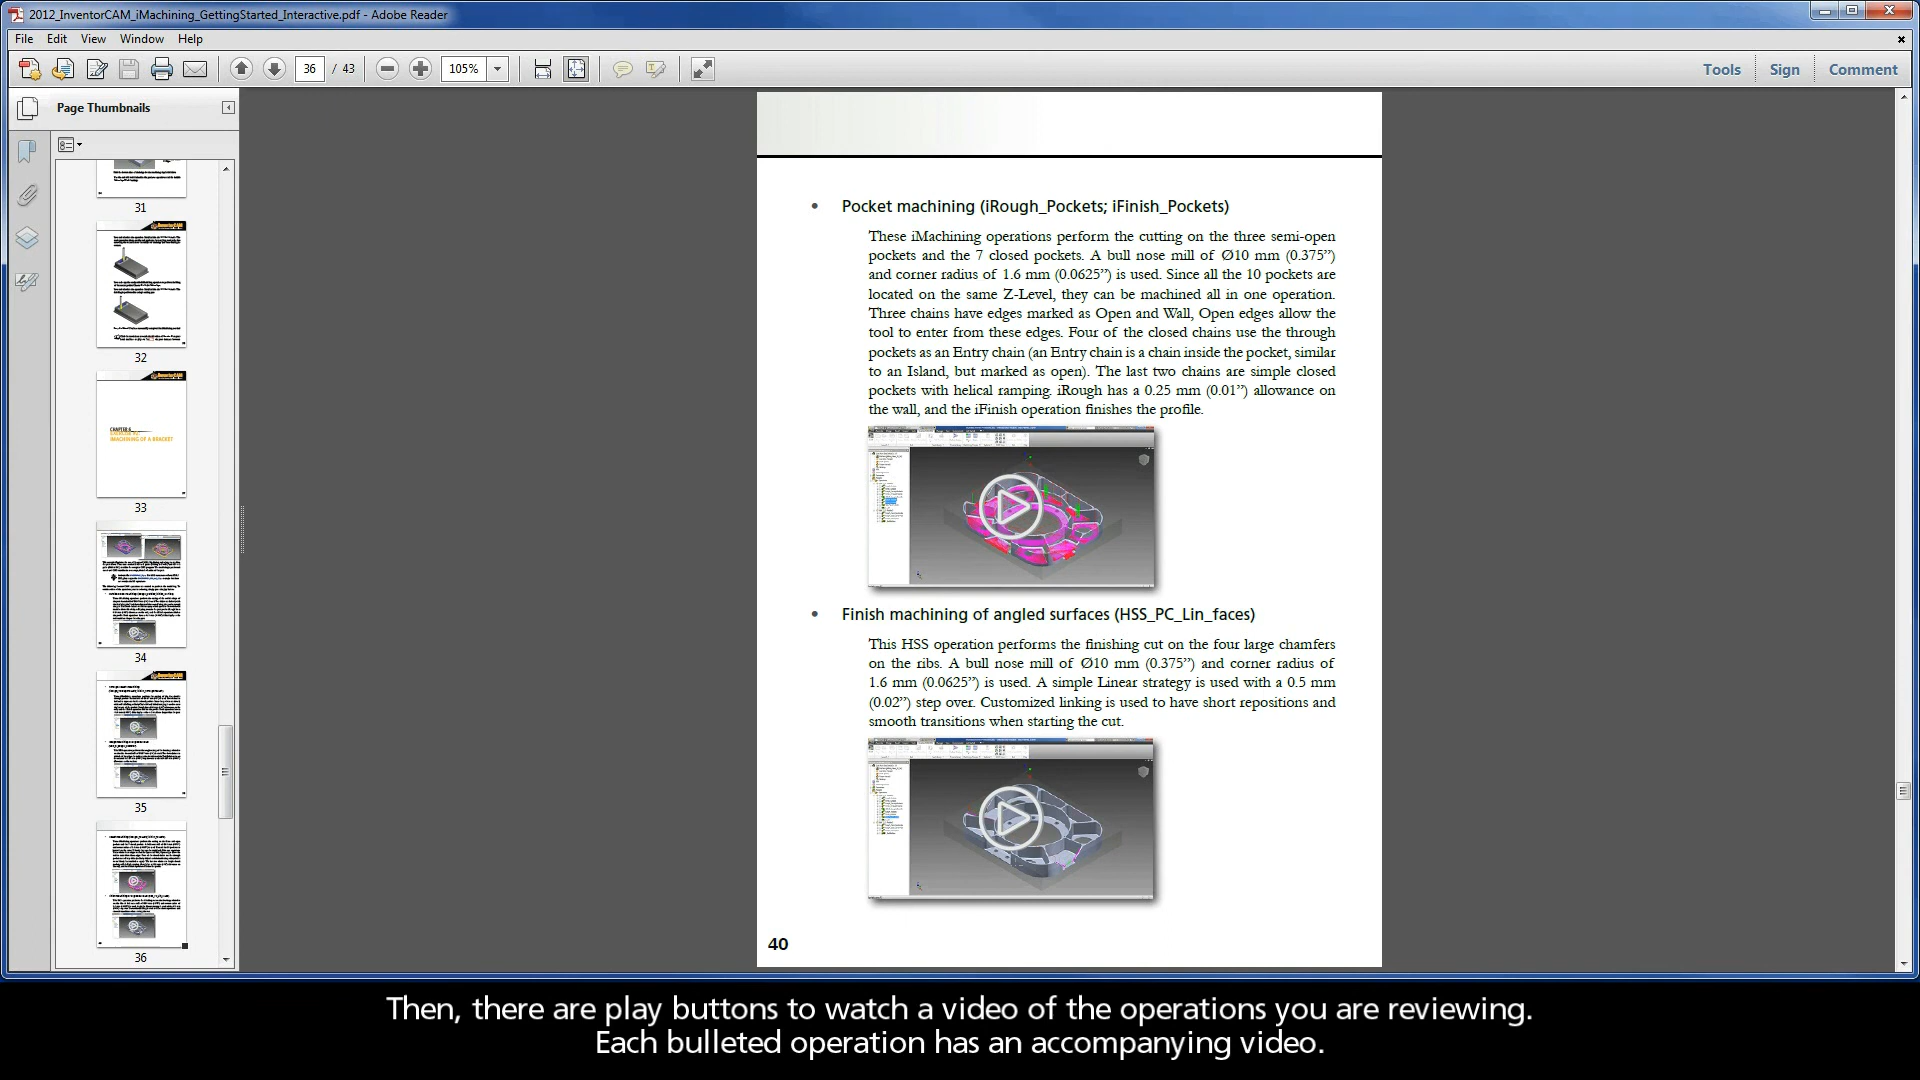 2012_InventorCAM_iMachining_GettingStarted_Interactive.pdf - Adobe Reader
File Edit View Window Help
36 / 43 105% Tools Sign Comment
Page Thumbnails
31
32
33
34
35
36
• Pocket machining (iRough_Pockets; iFinish_Pockets)
These iMachining operations perform the cutting on the three semi-open
pockets and the 7 closed pockets. A bull nose mill of Ø10 mm (0.375”)
and corner radius of 1.6 mm (0.0625”) is used. Since all the 10 pockets are
located on the same Z-Level, they can be machined all in one operation.
Three chains have edges marked as Open and Wall, Open edges allow the
tool to enter from these edges. Four of the closed chains use the through
pockets as an Entry chain (an Entry chain is a chain inside the pocket, similar
to an Island, but marked as open). The last two chains are simple closed
pockets with helical ramping. iRough has a 0.25 mm (0.01”) allowance on
the wall, and the iFinish operation finishes the profile.
• Finish machining of angled surfaces (HSS_PC_Lin_faces)
This HSS operation performs the finishing cut on the four large chamfers
on the ribs. A bull nose mill of Ø10 mm (0.375”) and corner radius of
1.6 mm (0.0625”) is used. A simple Linear strategy is used with a 0.5 mm
(0.02”) step over. Customized linking is used to have short repositions and
smooth transitions when starting the cut.
40
Then, there are play buttons to watch a video of the operations you are reviewing.
Each bulleted operation has an accompanying video.